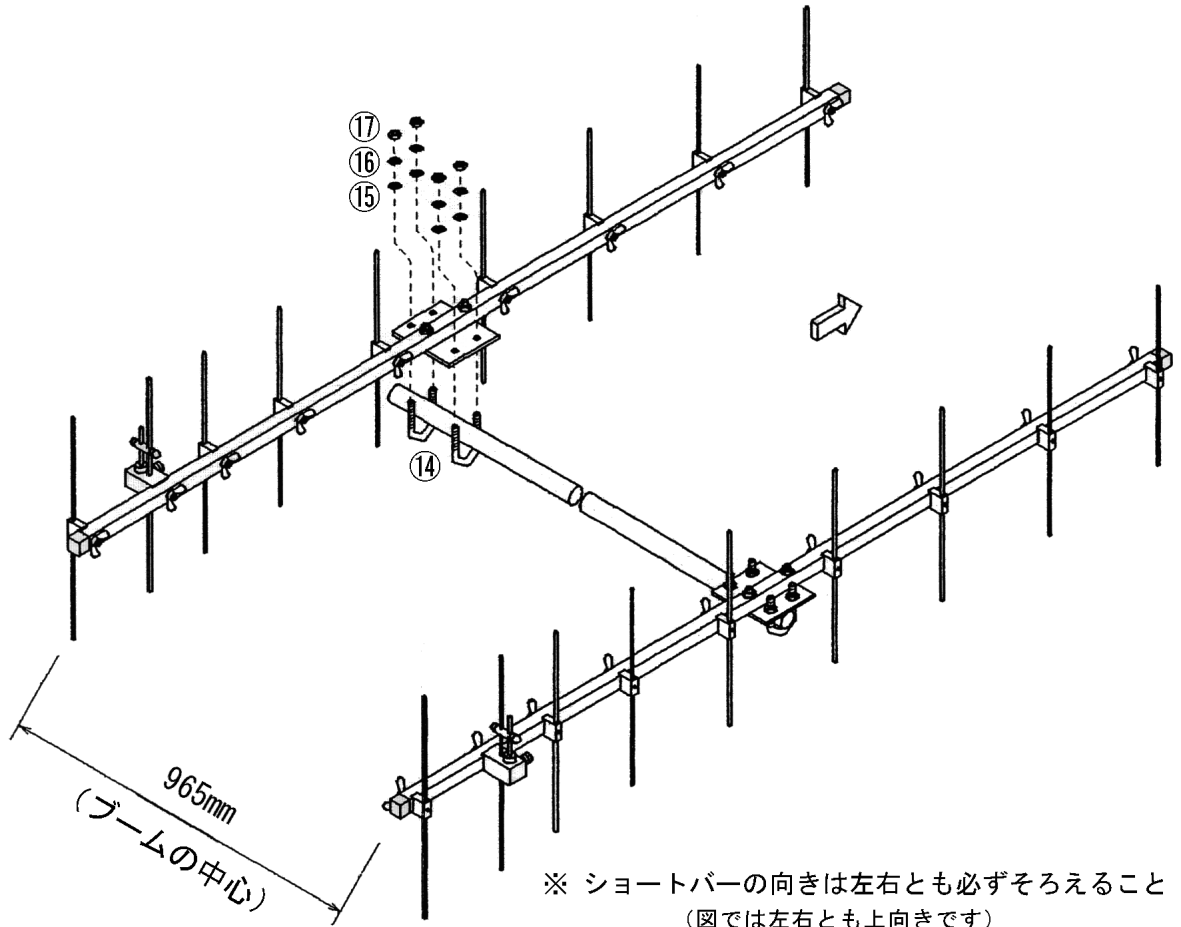 ⑰
⑯
⑮
⑭
965mm
(ブームの中心)
※ ショートバーの向きは左右とも必ずそろえること
(図では左右とも上向きです)